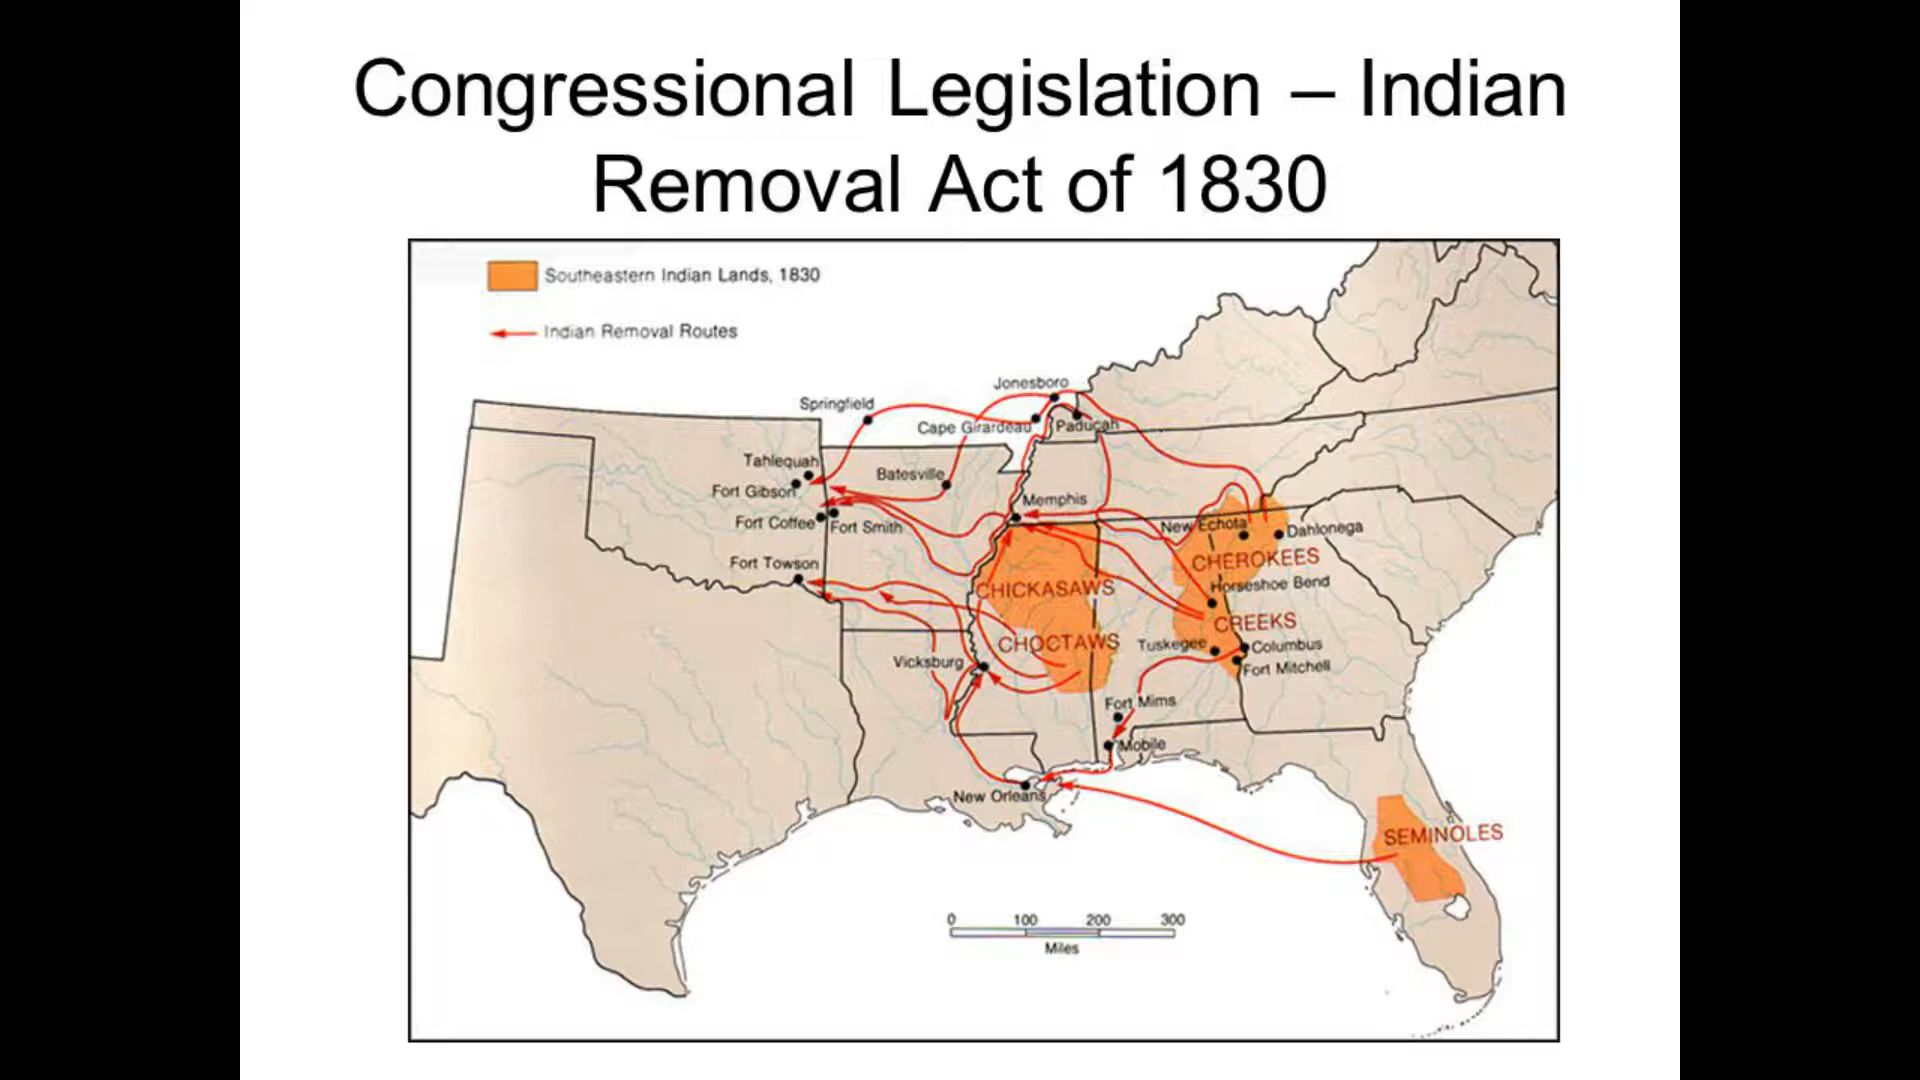 Congressional Legislation – Indian
Removal Act of 1830
Southeastern Indian Lands, 1830
Indian Removal Routes
Jonesboro
Springfield
Cape Girardeau
Paducah
Tahlequah
Batesville
Fort Gibson
Memphis
Fort Coffee
Fort Smith
New Echota
Dahlonega
CHEROKEES
Fort Towson
Horseshoe Bend
CHICKASAWS
CREEKS
CHOCTAWS
Tuskegee
Columbus
Vicksburg
Fort Mitchell
Fort Mims
Mobile
New Orleans
SEMINOLES
0 100 200 300
Miles